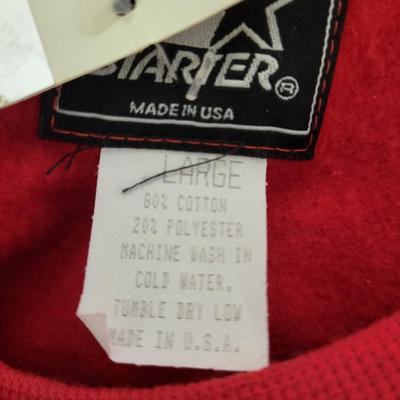 STARTER®
MADE IN USA
LARGE
80% COTTON
20% POLYESTER
MACHINE WASH IN
COLD WATER.
TUMBLE DRY LOW
MADE IN U.S.A.